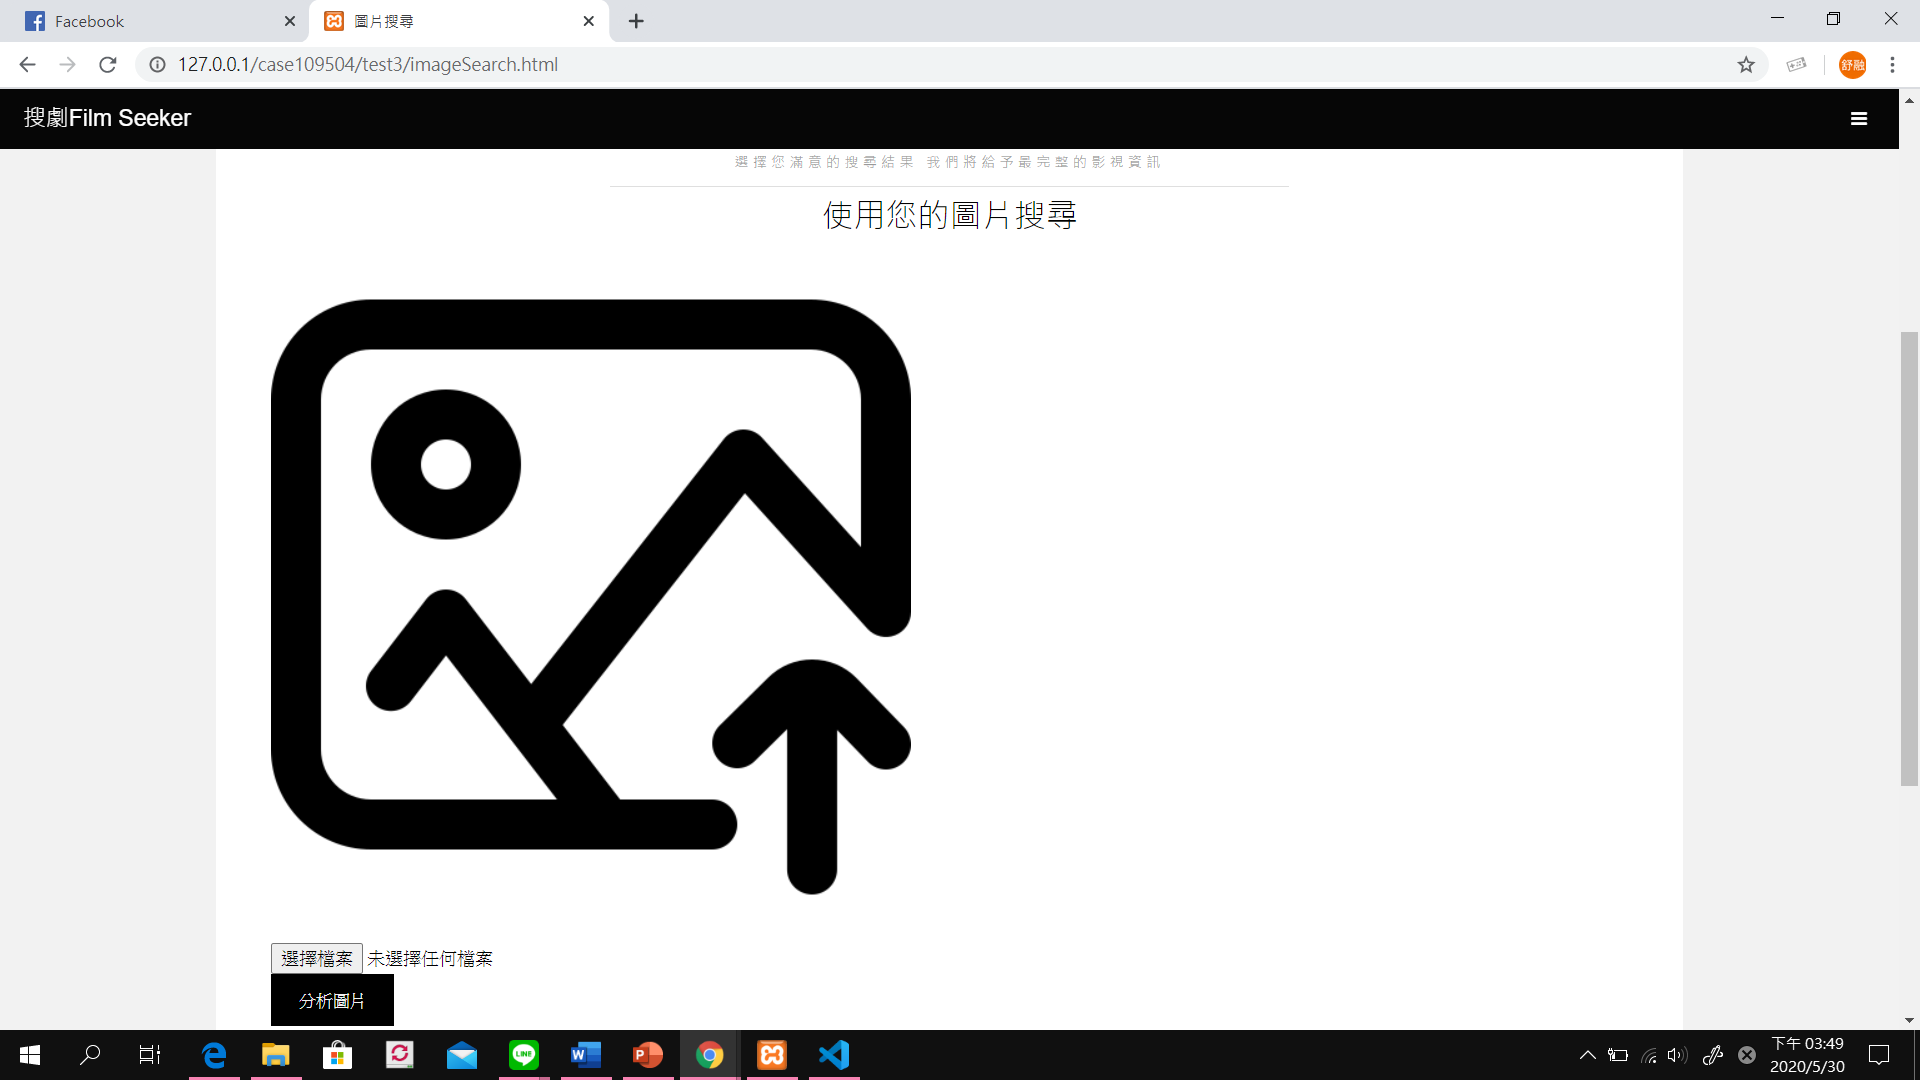 Facebook
圖片搜尋
127.0.0.1/case109504/test3/imageSearch.html
舒融
搜劇Film Seeker
選擇您滿意的搜尋結果 我們將給予最完整的影視資訊
使用您的圖片搜尋
選擇檔案 未選擇任何檔案
分析圖片
LINE
W
P
下午 03:49
2020/5/30